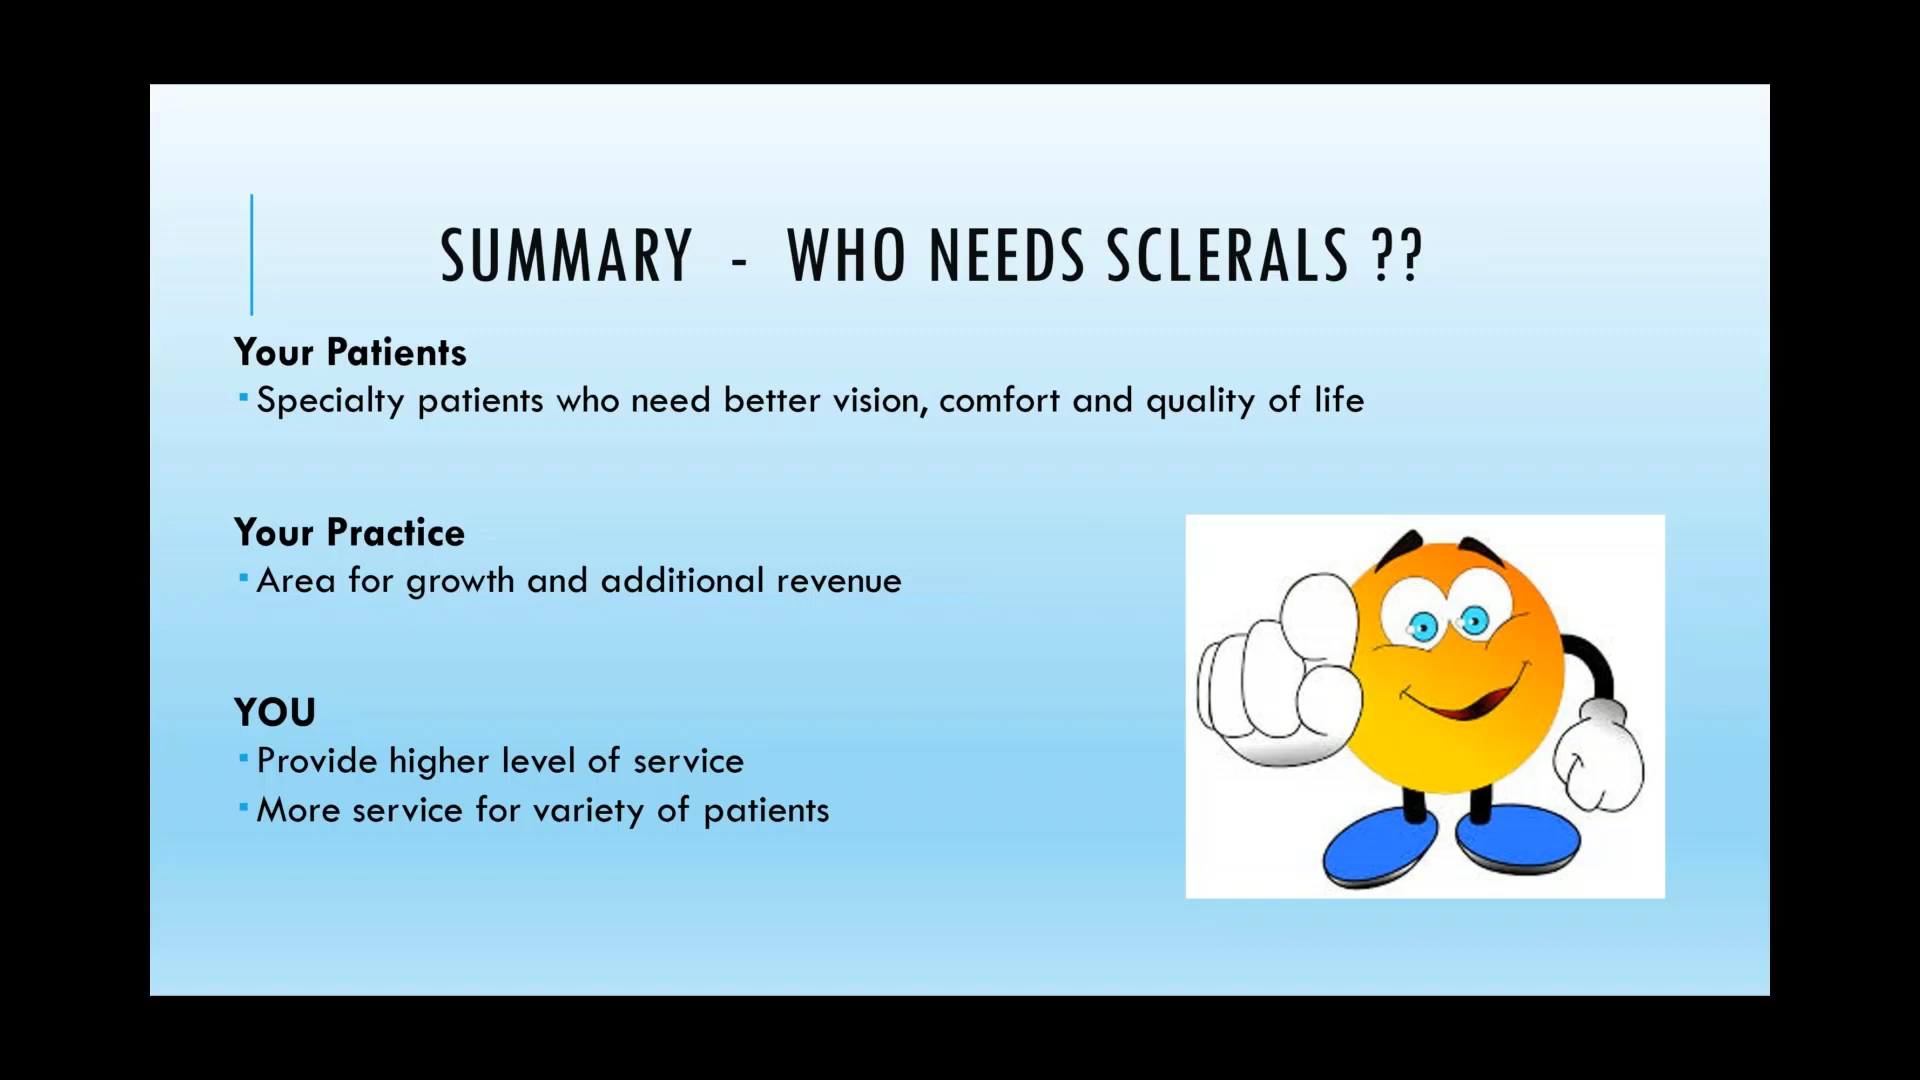 SUMMARY - WHO NEEDS SCLERALS ??
Your Patients
▪ Specialty patients who need better vision, comfort and quality of life
Your Practice
▪ Area for growth and additional revenue
YOU
▪ Provide higher level of service
▪ More service for variety of patients